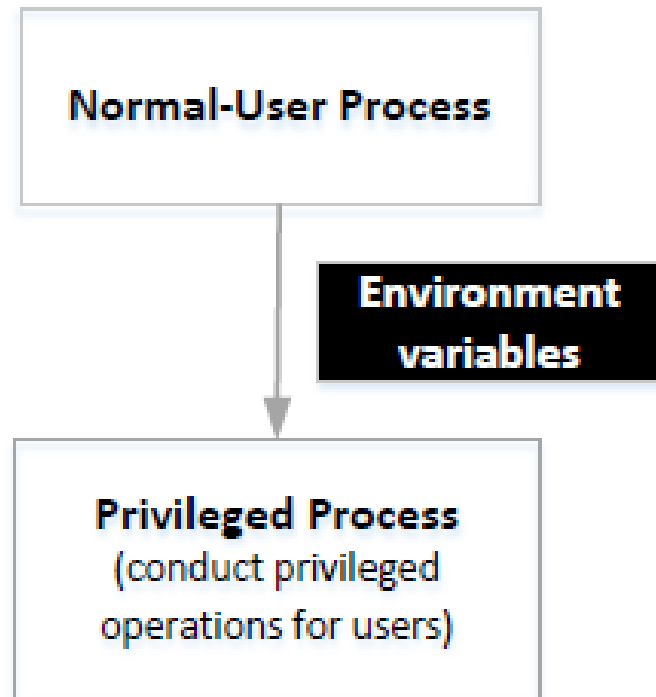 Normal-User Process
Environment
variables
Privileged Process
(conduct privileged
operations for users)